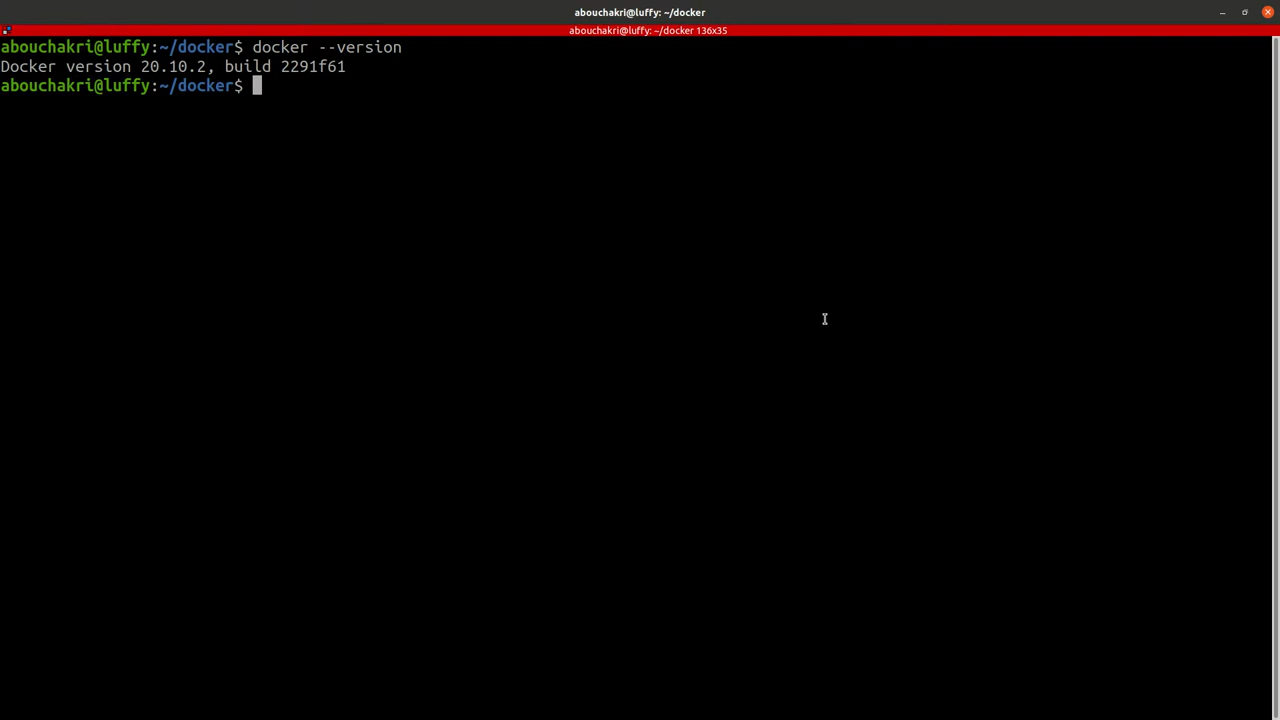 abouchakri@luffy: ~/docker
abouchakri@luffy: ~/docker 136x35
abouchakri@luffy:~/docker$ docker --version
Docker version 20.10.2, build 2291f61
abouchakri@luffy:~/docker$